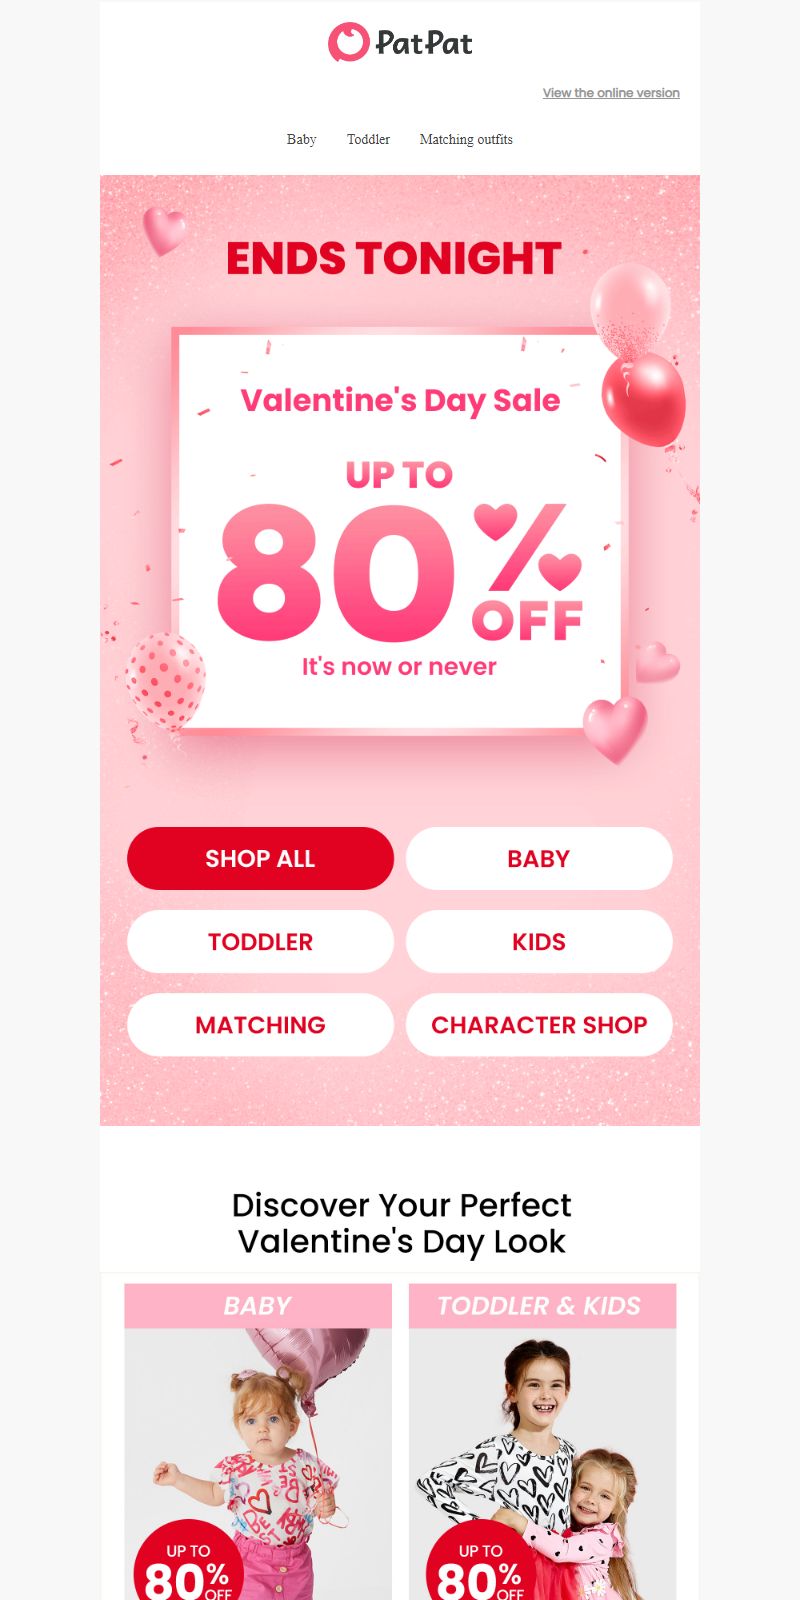 PatPat
View the online version
Baby Toddler Matching outfits
ENDS TONIGHT
Valentine's Day Sale
UP TO
80%
OFF
It's now or never
SHOP ALL
BABY
TODDLER
KIDS
MATCHING
CHARACTER SHOP
Discover Your Perfect
Valentine's Day Look
BABY
TODDLER & KIDS
UP TO
80%
OFF
UP TO
80%
OFF